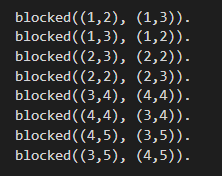 blocked((1,2), (1,3)).
blocked((1,3), (1,2)).
blocked((2,3), (2,2)).
blocked((2,2), (2,3)).
blocked((3,4), (4,4)).
blocked((4,4), (3,4)).
blocked((4,5), (3,5)).
blocked((3,5), (4,5)).